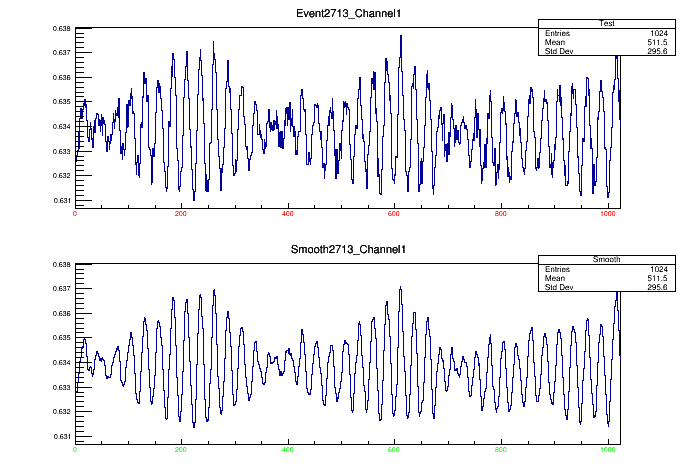 Event2713_Channel1
Test
Entries 1024
Mean 511.5
Std Dev 295.6
0.638
0.637
0.636
0.635
0.634
0.633
0.632
0.631
0 200 400 600 800 1000
Smooth2713_Channel1
Smooth
Entries 1024
Mean 511.5
Std Dev 295.6
0.638
0.637
0.636
0.635
0.634
0.633
0.632
0.631
0 200 400 600 800 1000